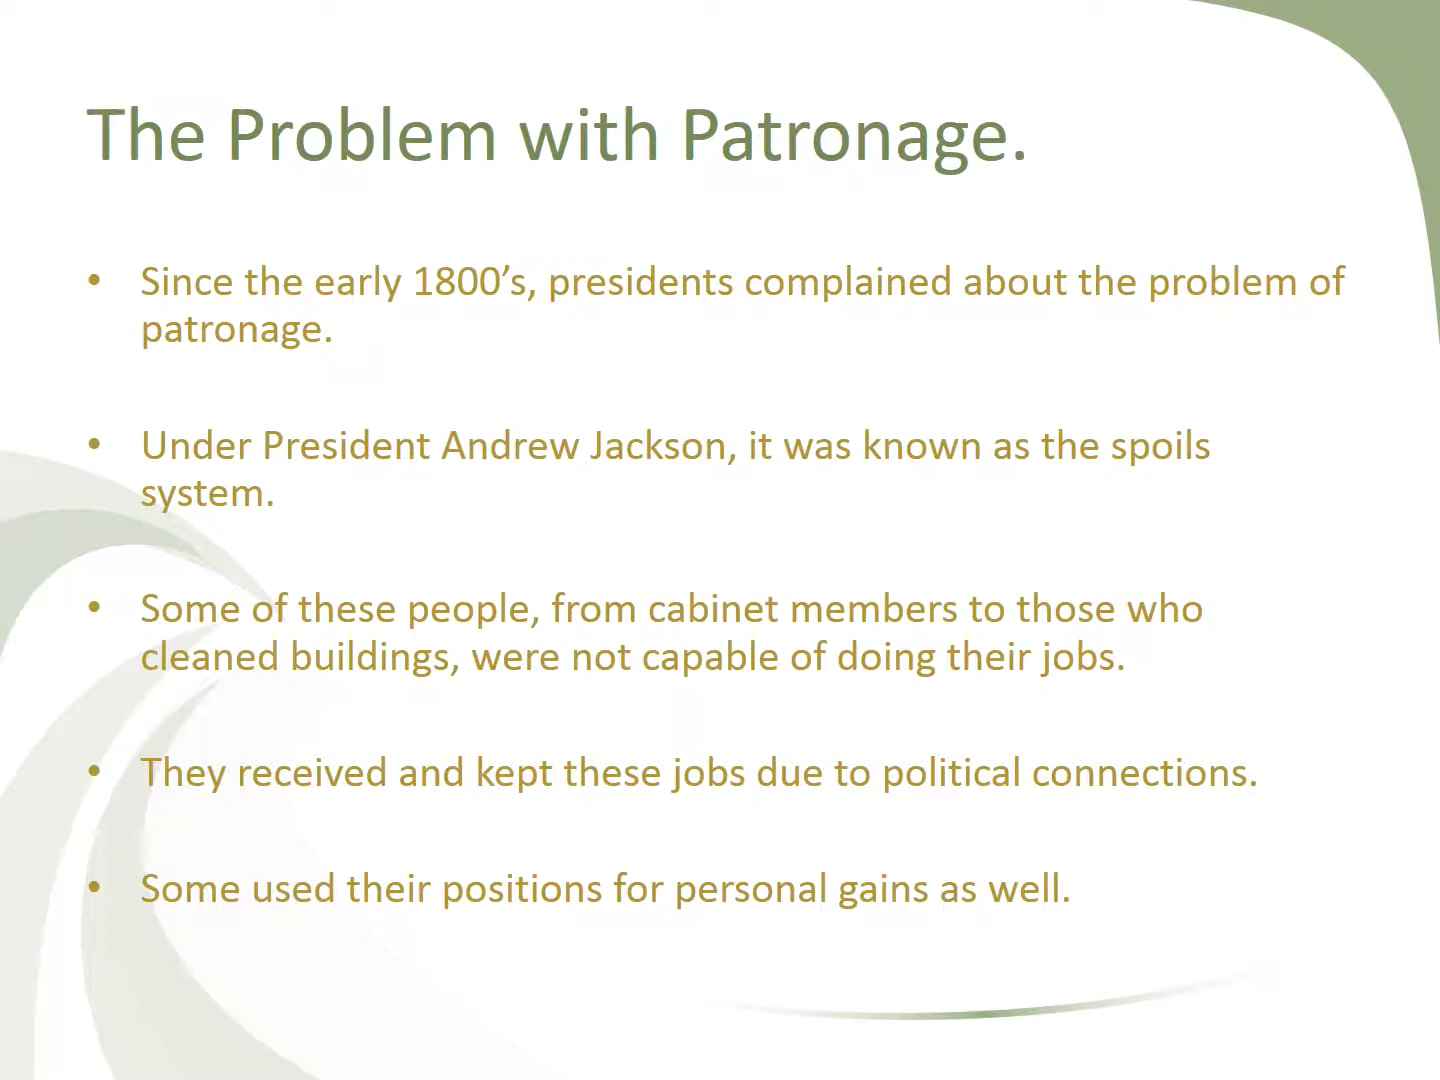 The Problem with Patronage.
• Since the early 1800’s, presidents complained about the problem of
patronage.
• Under President Andrew Jackson, it was known as the spoils
system.
• Some of these people, from cabinet members to those who
cleaned buildings, were not capable of doing their jobs.
• They received and kept these jobs due to political connections.
• Some used their positions for personal gains as well.